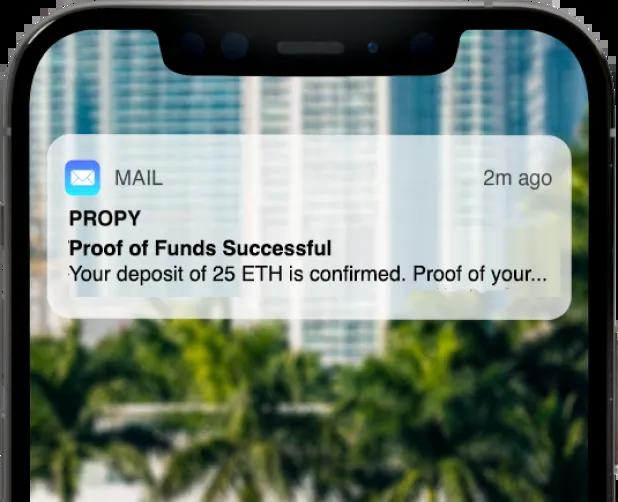 MAIL
2m ago
PROPY
Proof of Funds Successful
Your deposit of 25 ETH is confirmed. Proof of your...